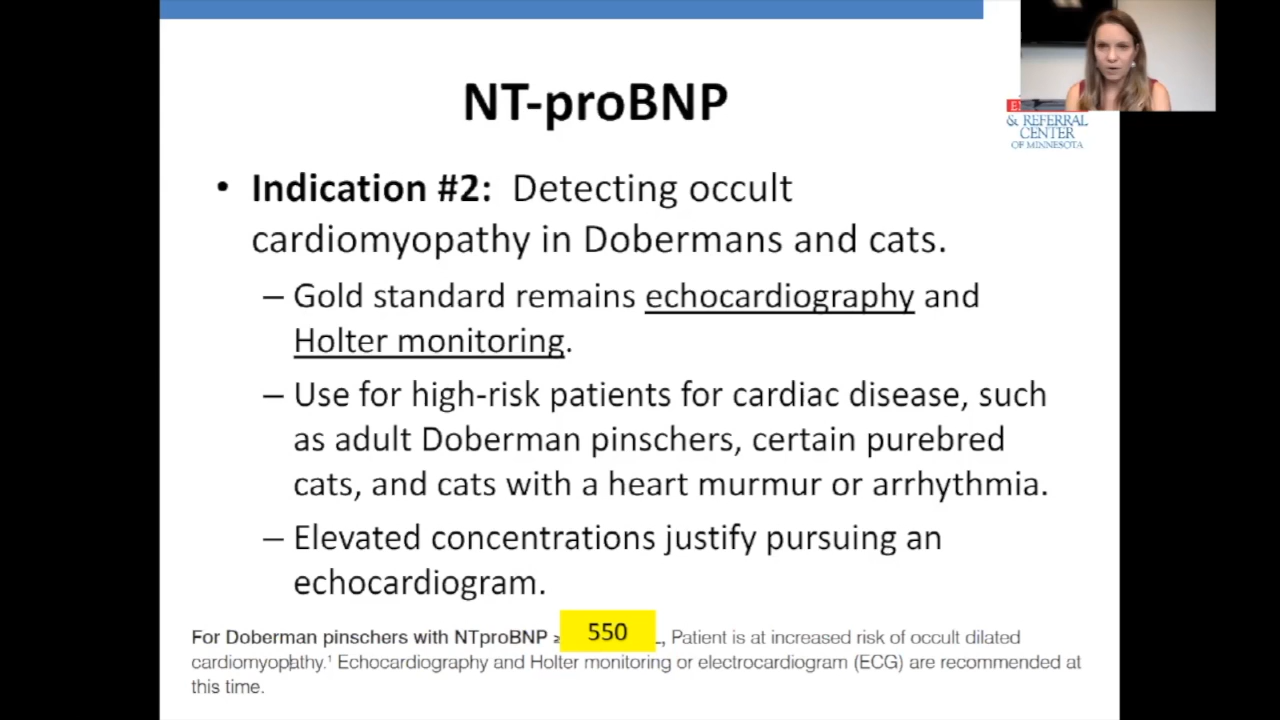 NT-proBNP
& REFERRAL
CENTER
OF MINNESOTA
• Indication #2: Detecting occult
cardiomyopathy in Dobermans and cats.
– Gold standard remains echocardiography and
Holter monitoring.
– Use for high-risk patients for cardiac disease, such
as adult Doberman pinschers, certain purebred
cats, and cats with a heart murmur or arrhythmia.
– Elevated concentrations justify pursuing an
echocardiogram.
For Doberman pinschers with NTproBNP ≥ 550 L, Patient is at increased risk of occult dilated
cardiomyopathy.¹ Echocardiography and Holter monitoring or electrocardiogram (ECG) are recommended at
this time.